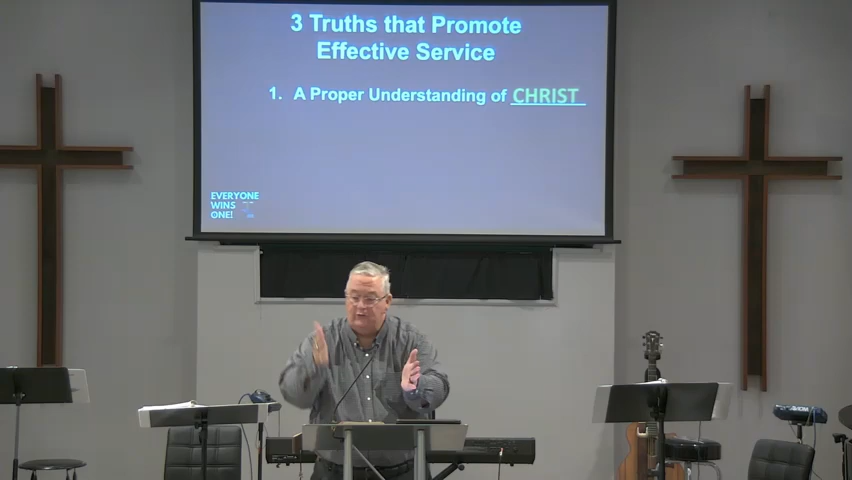 3 Truths that Promote
Effective Service
1. A Proper Understanding of CHRIST
EVERYONE
WINS
ONE!